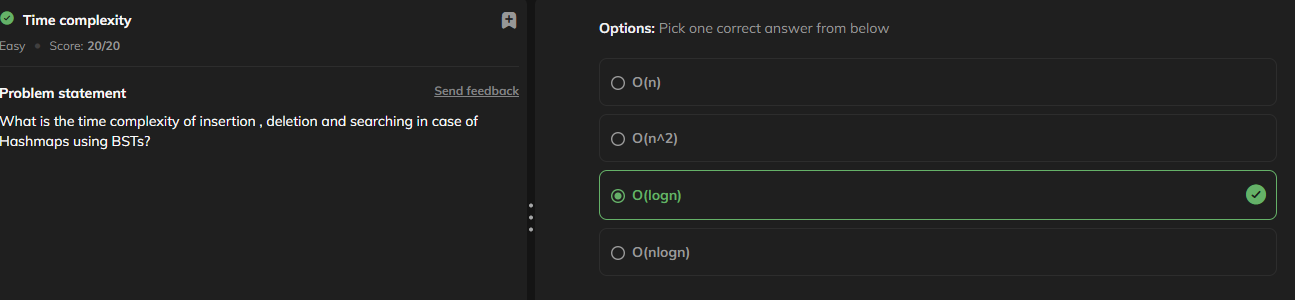 Time complexity
Easy • Score: 20/20
Problem statement
Send feedback
What is the time complexity of insertion , deletion and searching in case of
Hashmaps using BSTs?
Options: Pick one correct answer from below
O(n)
O(n^2)
O(logn)
O(nlogn)